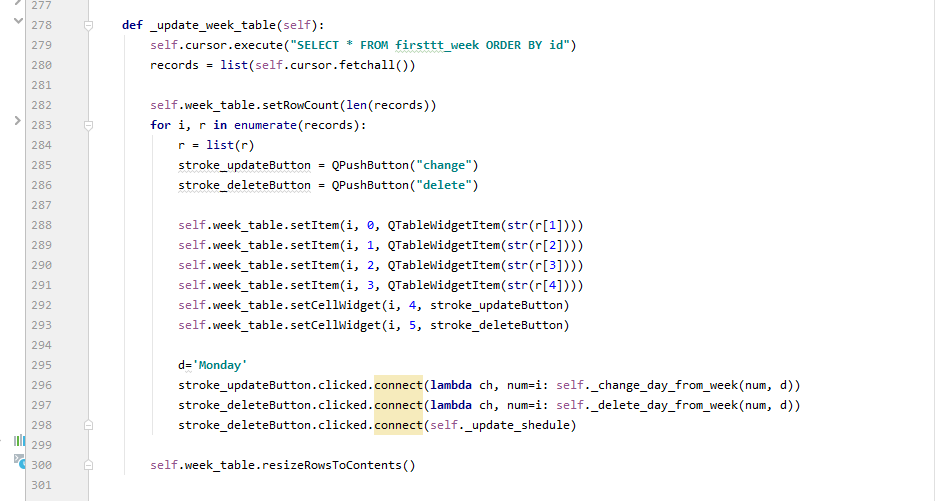 277
278 def _update_week_table(self):
279 self.cursor.execute("SELECT * FROM firsttt_week ORDER BY id")
280 records = list(self.cursor.fetchall())
281
282 self.week_table.setRowCount(len(records))
283 for i, r in enumerate(records):
284 r = list(r)
285 stroke_updateButton = QPushButton("change")
286 stroke_deleteButton = QPushButton("delete")
287
288 self.week_table.setItem(i, 0, QTableWidgetItem(str(r[1])))
289 self.week_table.setItem(i, 1, QTableWidgetItem(str(r[2])))
290 self.week_table.setItem(i, 2, QTableWidgetItem(str(r[3])))
291 self.week_table.setItem(i, 3, QTableWidgetItem(str(r[4])))
292 self.week_table.setCellWidget(i, 4, stroke_updateButton)
293 self.week_table.setCellWidget(i, 5, stroke_deleteButton)
294
295 d='Monday'
296 stroke_updateButton.clicked.connect(lambda ch, num=i: self._change_day_from_week(num, d))
297 stroke_deleteButton.clicked.connect(lambda ch, num=i: self._delete_day_from_week(num, d))
298 stroke_deleteButton.clicked.connect(self._update_shedule)
299
300 self.week_table.resizeRowsToContents()
301